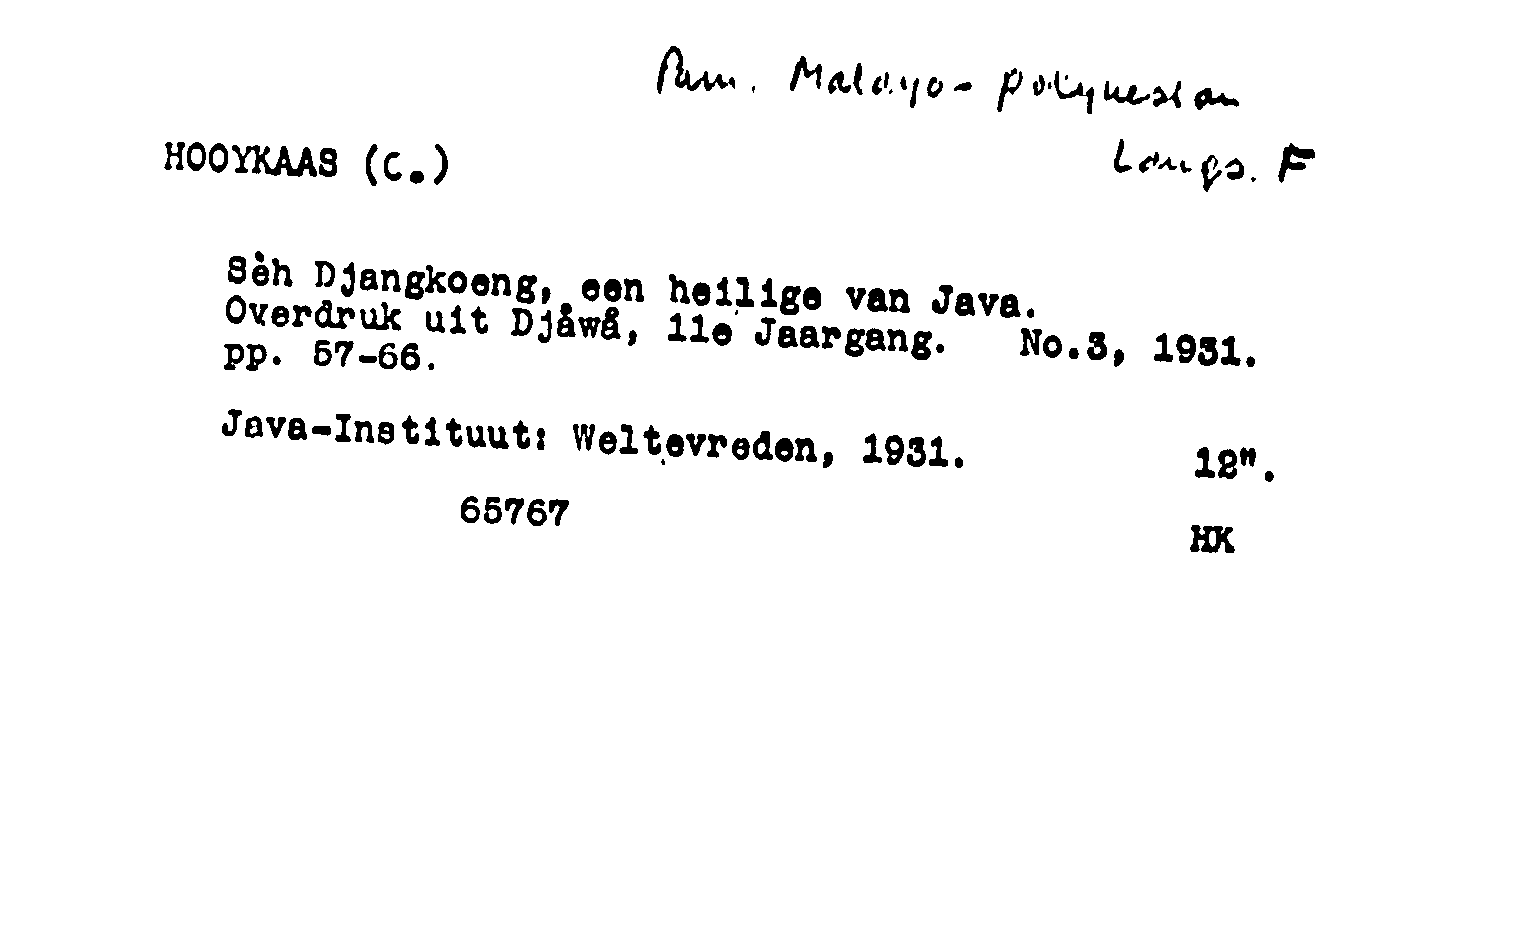 Pam. Malayo-Polynesian
Langs. F
HOOYKAAS (C.)
Sèh Djangkoeng, een heilige van Java.
Overdruk uit Djåwå, 11e Jaargang. No.3, 1931.
pp. 57-66.
Java-Instituut: Weltevreden, 1931. 12".
65767
HK